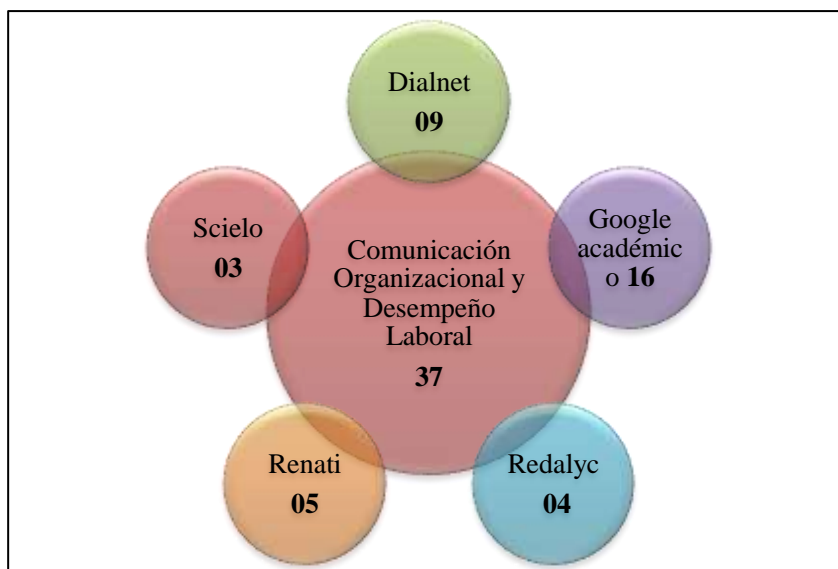 Dialnet
09
Scielo
03
Comunicación
Organizacional y
Desempeño
Laboral
37
Google
académic
o 16
Renati
05
Redalyc
04